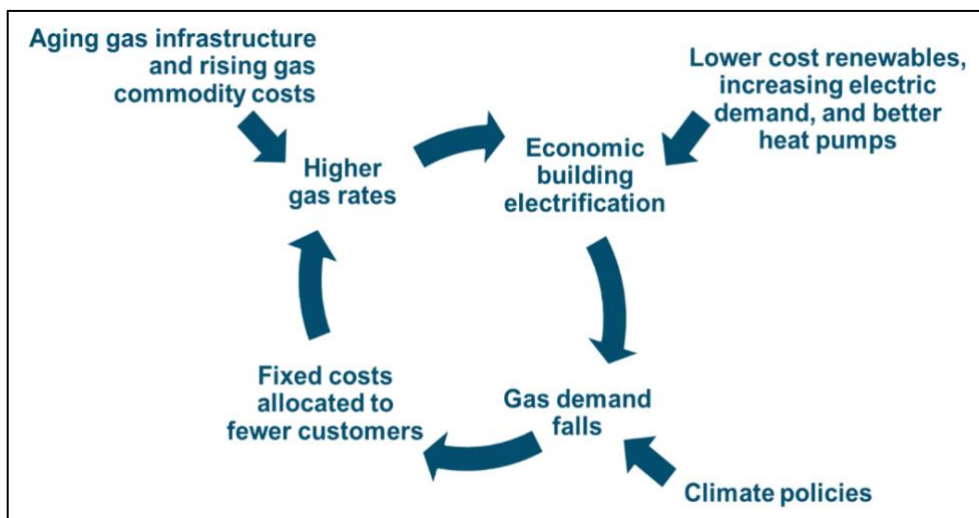 Aging gas infrastructure
and rising gas
commodity costs
Lower cost renewables,
increasing electric
demand, and better
heat pumps
Higher
gas rates
Economic
building
electrification
Fixed costs
allocated to
fewer customers
Gas demand
falls
Climate policies